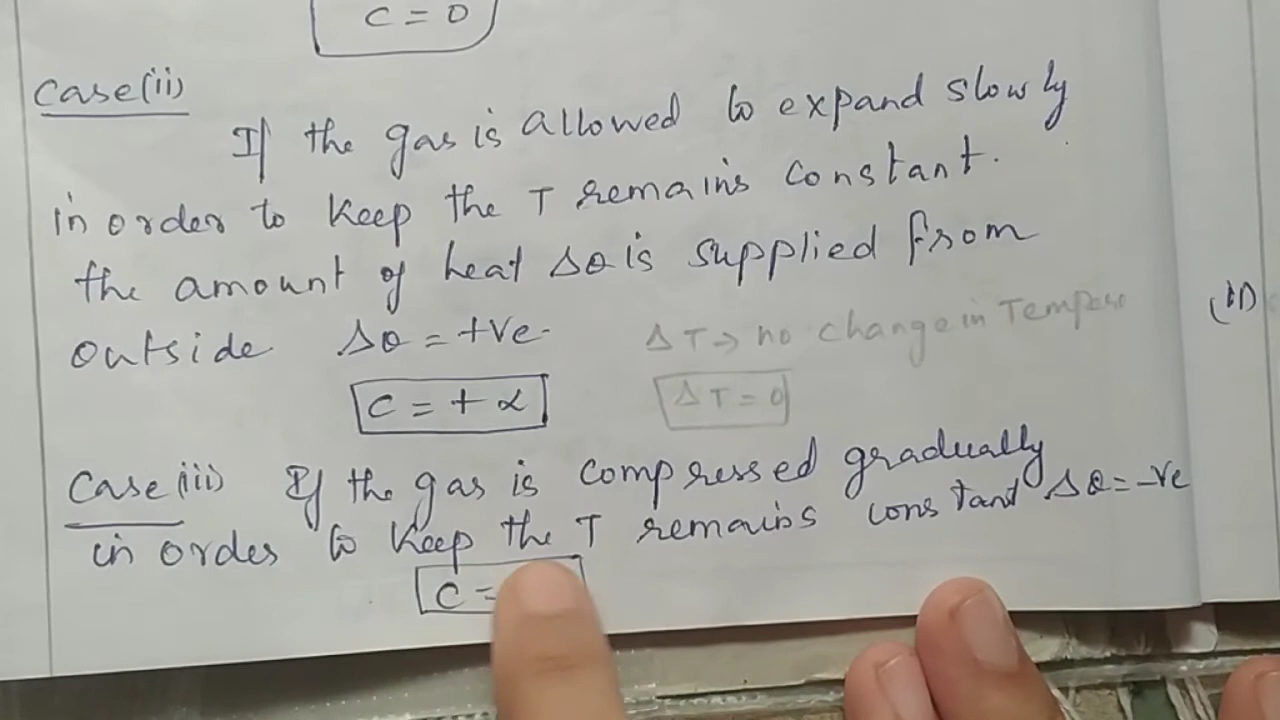 C = 0
Case(ii)
If the gas is allowed to expand slowly
in order to keep the T remains constant.
the amount of heat ΔQ is supplied from
outside ΔQ = +ve. ΔT → no change in Tempera
C = + α ΔT = 0
(ii)
Case(iii) If the gas is compressed gradually
in order to keep the T remains constant ΔQ = -ve
C =